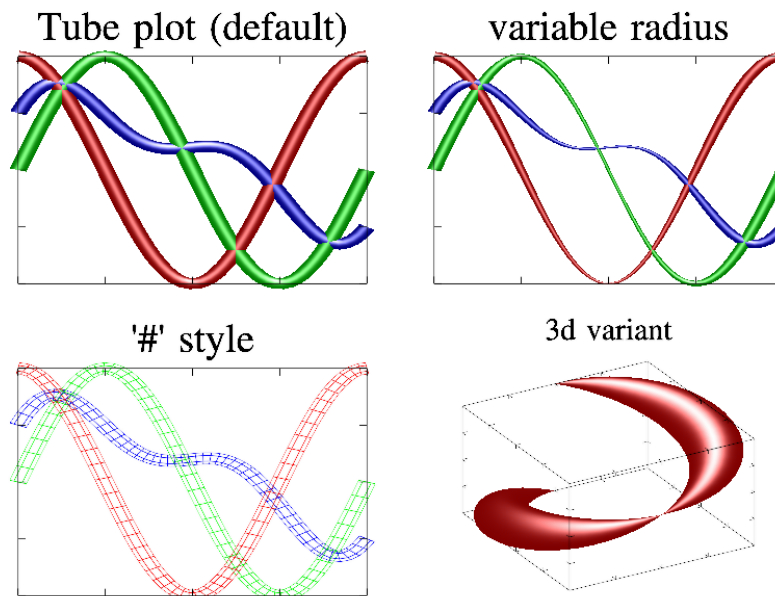 Tube plot (default)
variable radius
'#' style
3d variant